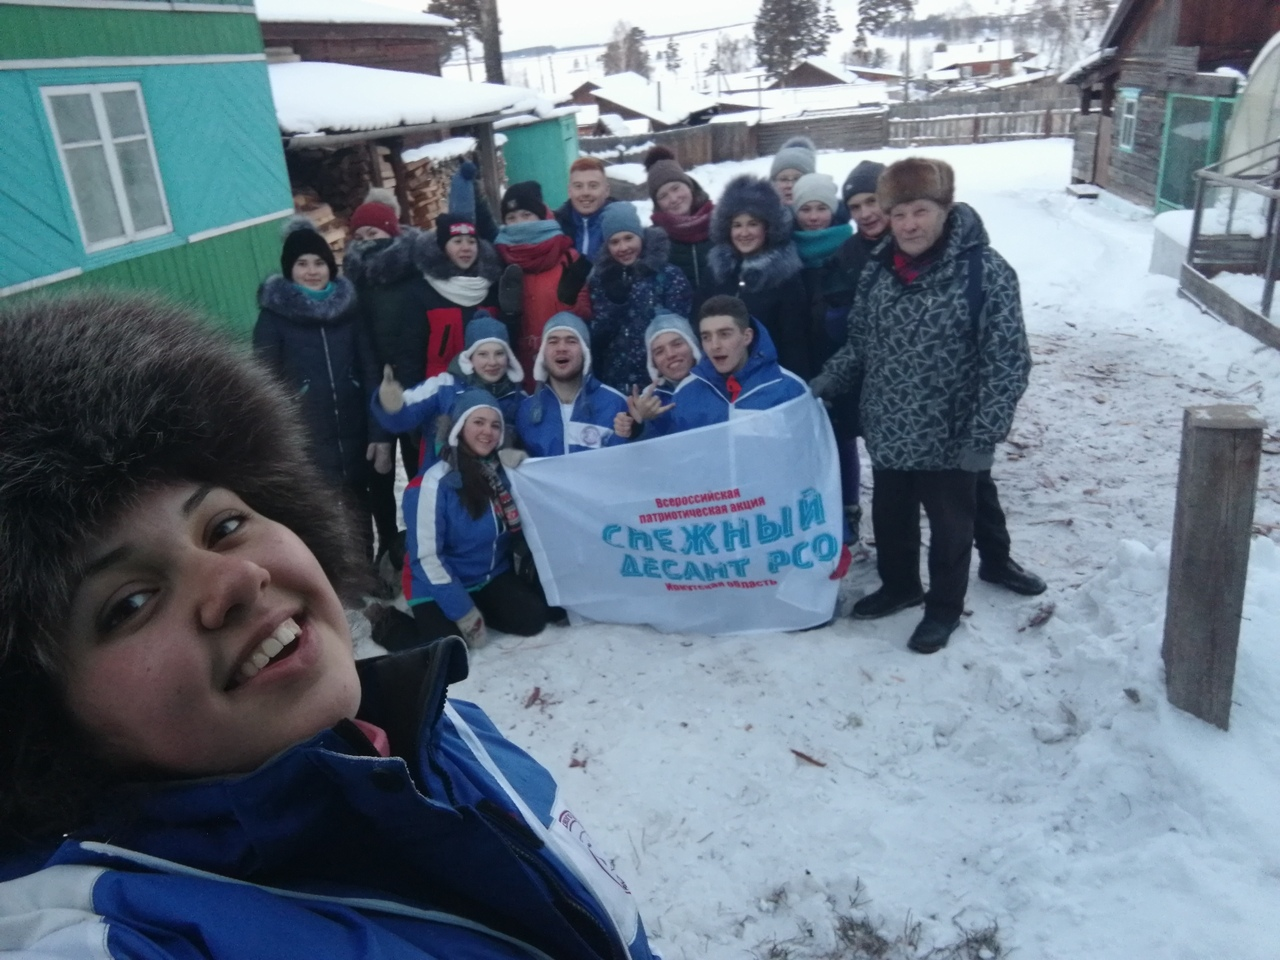 Всероссийская
патриотическая акция
СНЕЖНЫЙ
ДЕСАНТ РСО
Иркутская область